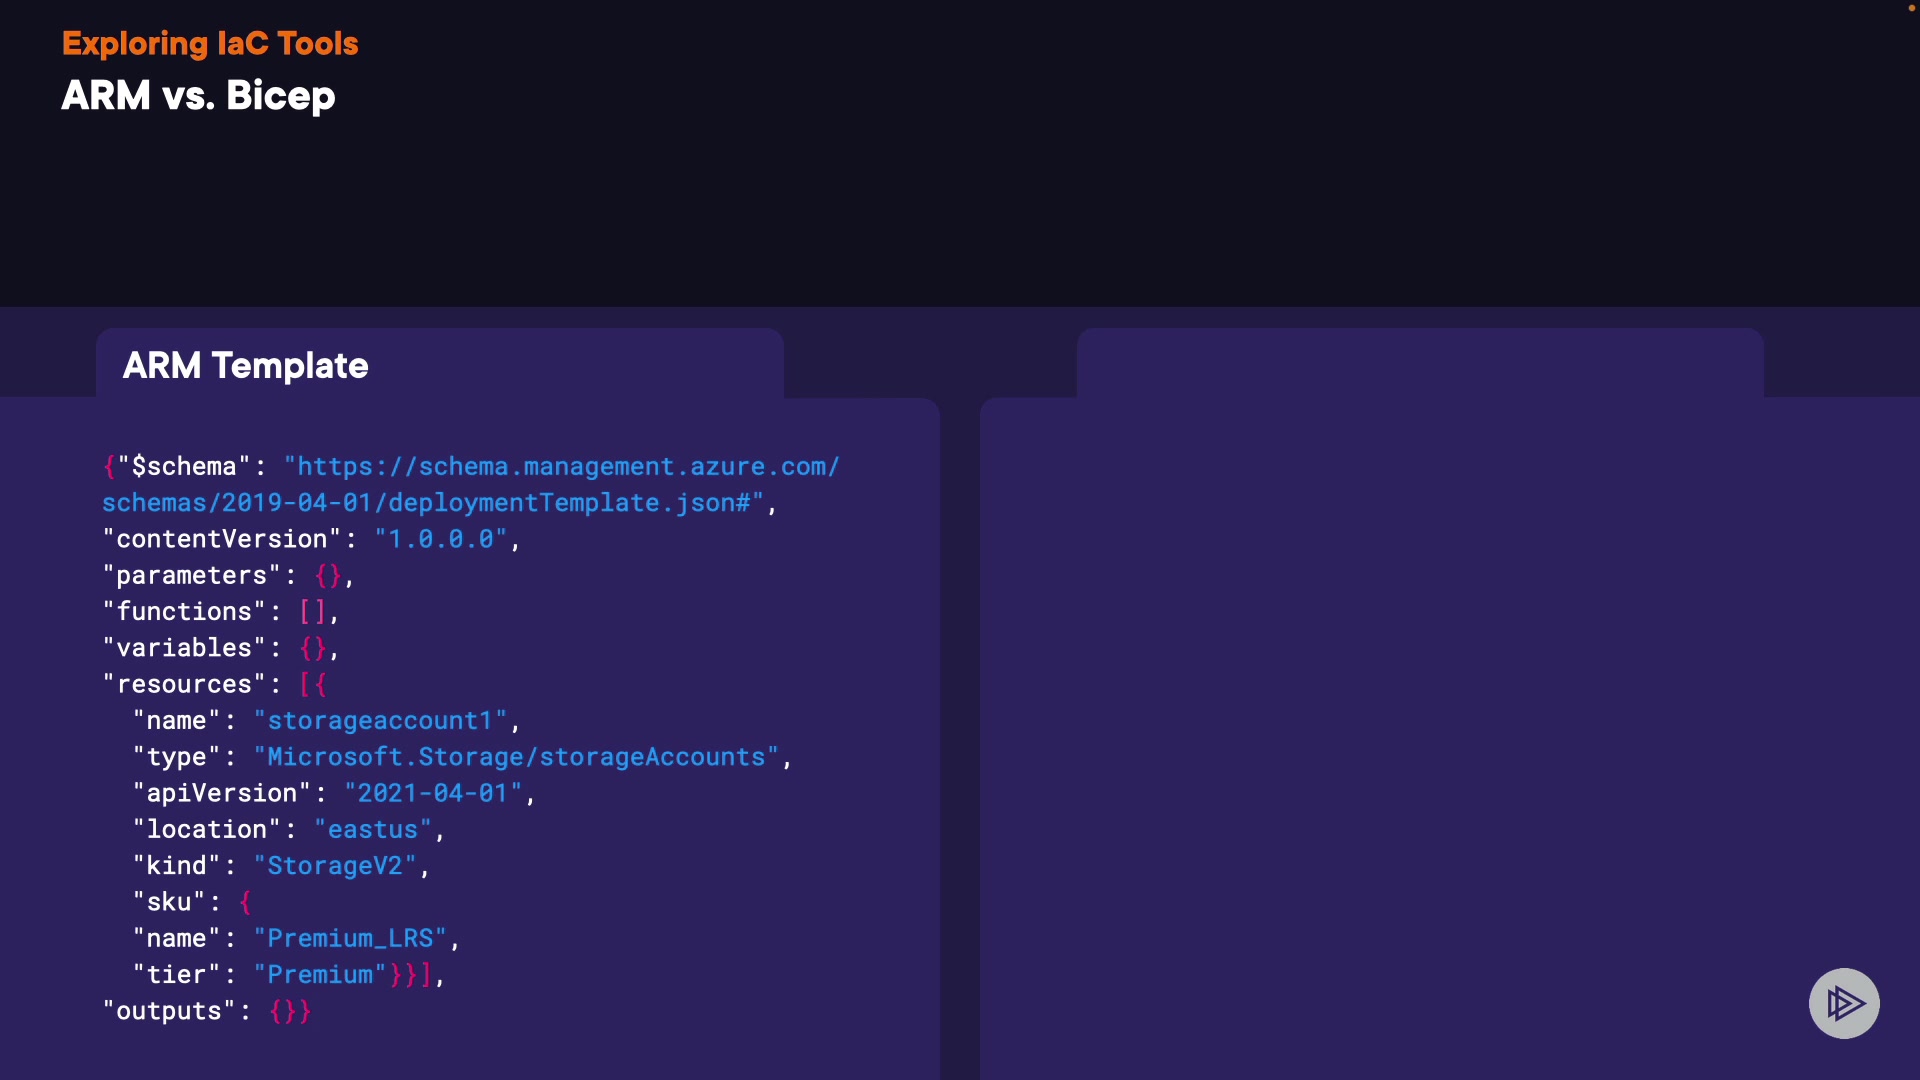 Exploring IaC Tools
ARM vs. Bicep
ARM Template
{"$schema": "https://schema.management.azure.com/
schemas/2019-04-01/deploymentTemplate.json#",
"contentVersion": "1.0.0.0",
"parameters": {},
"functions": [],
"variables": {},
"resources": [{
  "name": "storageaccount1",
  "type": "Microsoft.Storage/storageAccounts",
  "apiVersion": "2021-04-01",
  "location": "eastus",
  "kind": "StorageV2",
  "sku": {
  "name": "Premium_LRS",
  "tier": "Premium"}}],
"outputs": {}}